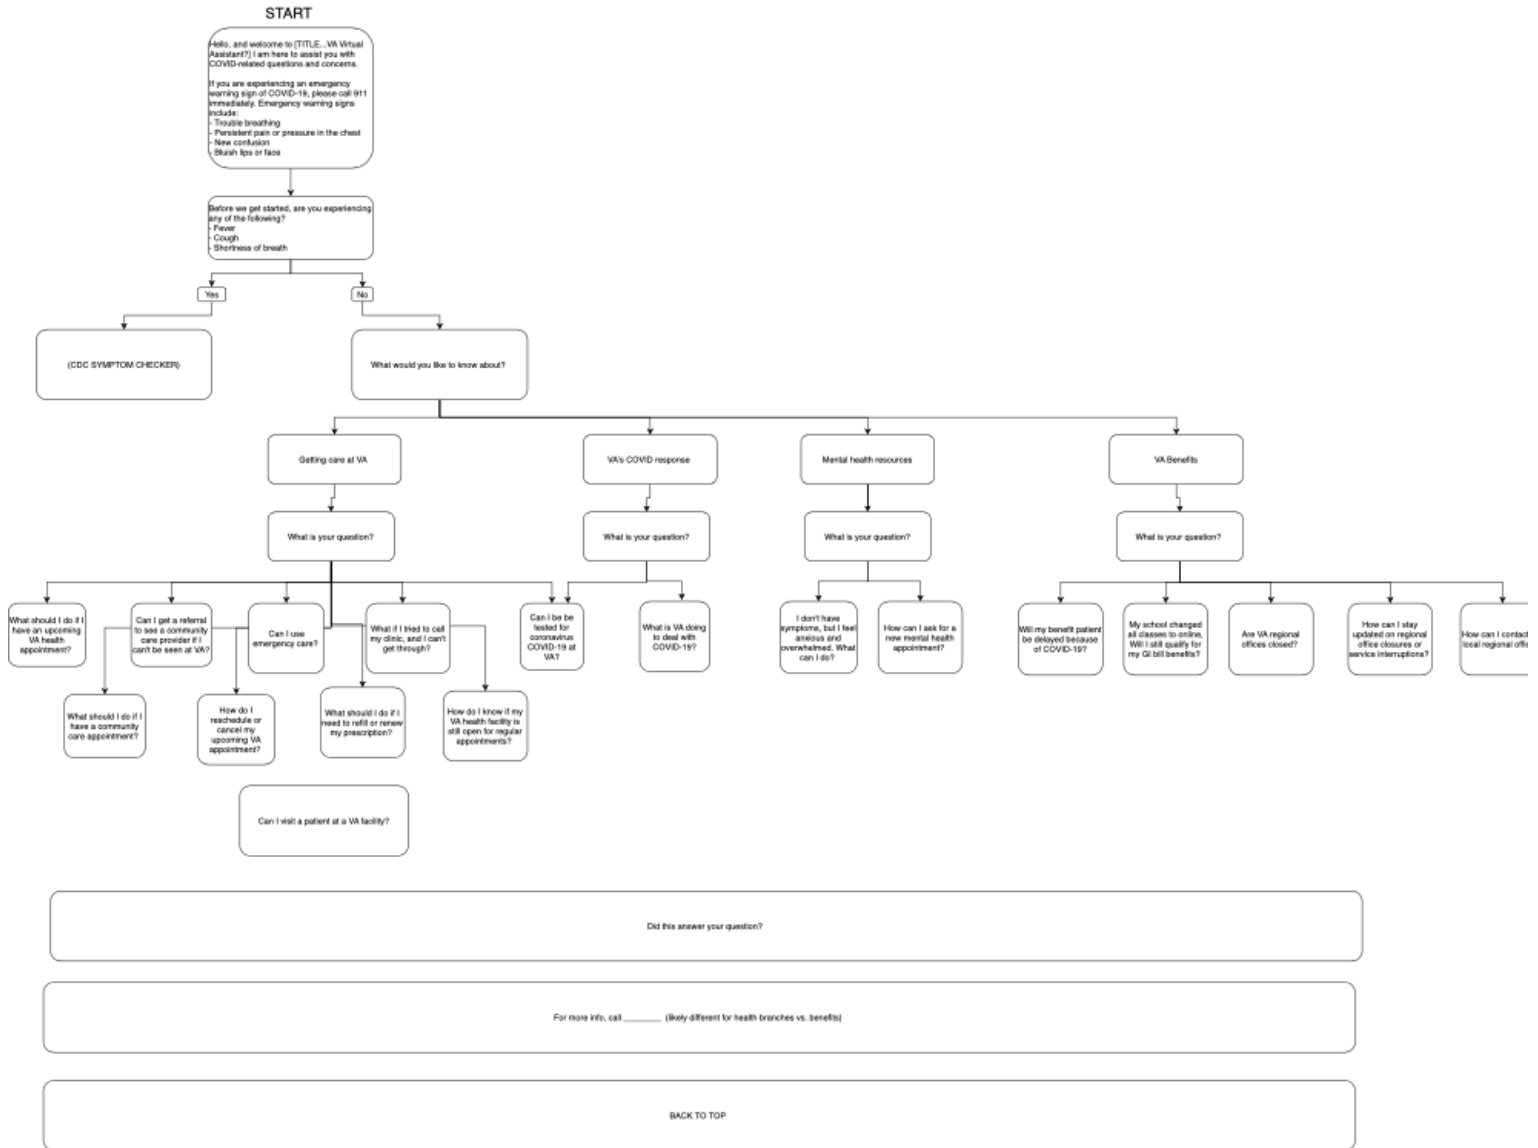 START
Hello, and welcome to [TITLE...VA Virtual
Assistant?] I am here to assist you with
COVID-related questions and concerns.
If you are experiencing an emergency
warning sign of COVID-19, please call 911
immediately. Emergency warning signs
include:
- Trouble breathing
- Persistent pain or pressure in the chest
- New confusion
- Bluish lips or face
Before we get started, are you experiencing
any of the following?
- Fever
- Cough
- Shortness of breath
Yes
No
(CDC SYMPTOM CHECKER)
What would you like to know about?
Getting care at VA
VA's COVID response
Mental health resources
VA Benefits
What is your question?
What is your question?
What is your question?
What is your question?
What should I do if I
have an upcoming
VA health
appointment?
Can I get a referral
to see a community
care provider if I
can't be seen at VA?
Can I use
emergency care?
What if I tried to call
my clinic, and I can't
get through?
Can I be be
tested for
coronavirus
COVID-19 at
VA?
What is VA doing
to deal with
COVID-19?
I don't have
symptoms, but I feel
anxious and
overwhelmed. What
can I do?
How can I ask for a
new mental health
appointment?
Will my benefit patient
be delayed because
of COVID-19?
My school changed
all classes to online,
Will I still qualify for
my GI bill benefits?
Are VA regional
offices closed?
How can I stay
updated on regional
office closures or
service interruptions?
How can I contact
local regional offic
What should I do if I
have a community
care appointment?
How do I
reschedule or
cancel my
upcoming VA
appointment?
What should I do if I
need to refill or renew
my prescription?
How do I know if my
VA health facility is
still open for regular
appointments?
Can I visit a patient at a VA facility?
Did this answer your question?
For more info, call ________ (likely different for health branches vs. benefits)
BACK TO TOP